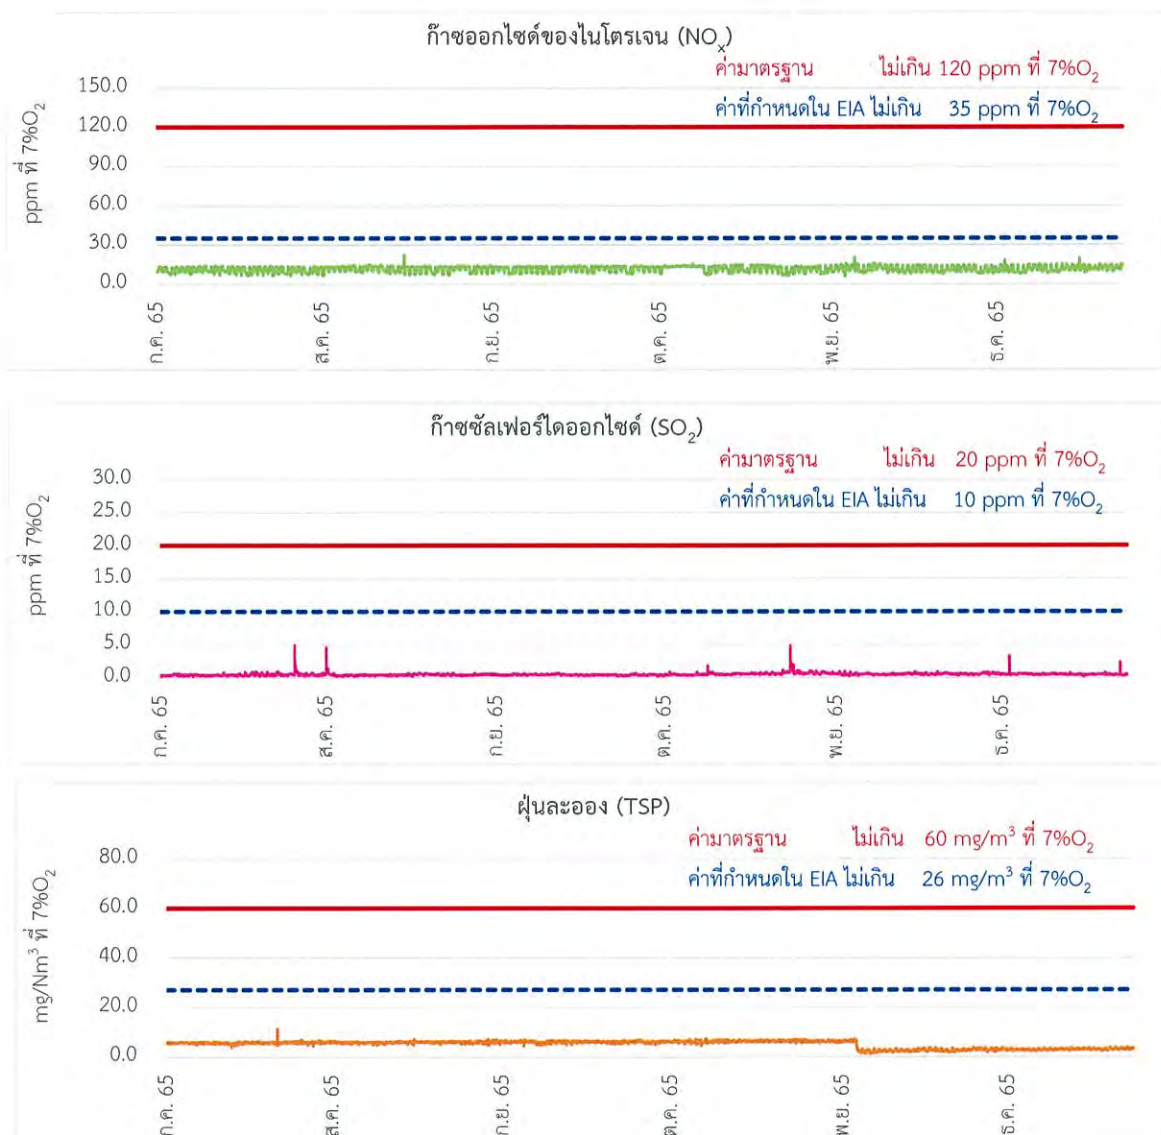 ก๊าซออกไซด์ของไนโตรเจน (NOₓ)
ค่ามาตรฐาน ไม่เกิน 120 ppm ที่ 7%O₂
ค่าที่กำหนดใน EIA ไม่เกิน 35 ppm ที่ 7%O₂
ppm ที่ 7%O₂
150.0
120.0
90.0
60.0
30.0
0.0
ก.ค. 65
ส.ค. 65
ก.ย. 65
ต.ค. 65
พ.ย. 65
ธ.ค. 65
ก๊าซซัลเฟอร์ไดออกไซด์ (SO₂)
ค่ามาตรฐาน ไม่เกิน 20 ppm ที่ 7%O₂
ค่าที่กำหนดใน EIA ไม่เกิน 10 ppm ที่ 7%O₂
ppm ที่ 7%O₂
30.0
25.0
20.0
15.0
10.0
5.0
0.0
ก.ค. 65
ส.ค. 65
ก.ย. 65
ต.ค. 65
พ.ย. 65
ธ.ค. 65
ฝุ่นละออง (TSP)
ค่ามาตรฐาน ไม่เกิน 60 mg/m³ ที่ 7%O₂
ค่าที่กำหนดใน EIA ไม่เกิน 26 mg/m³ ที่ 7%O₂
mg/Nm³ ที่ 7%O₂
80.0
60.0
40.0
20.0
0.0
ก.ค. 65
ส.ค. 65
ก.ย. 65
ต.ค. 65
พ.ย. 65
ธ.ค. 65